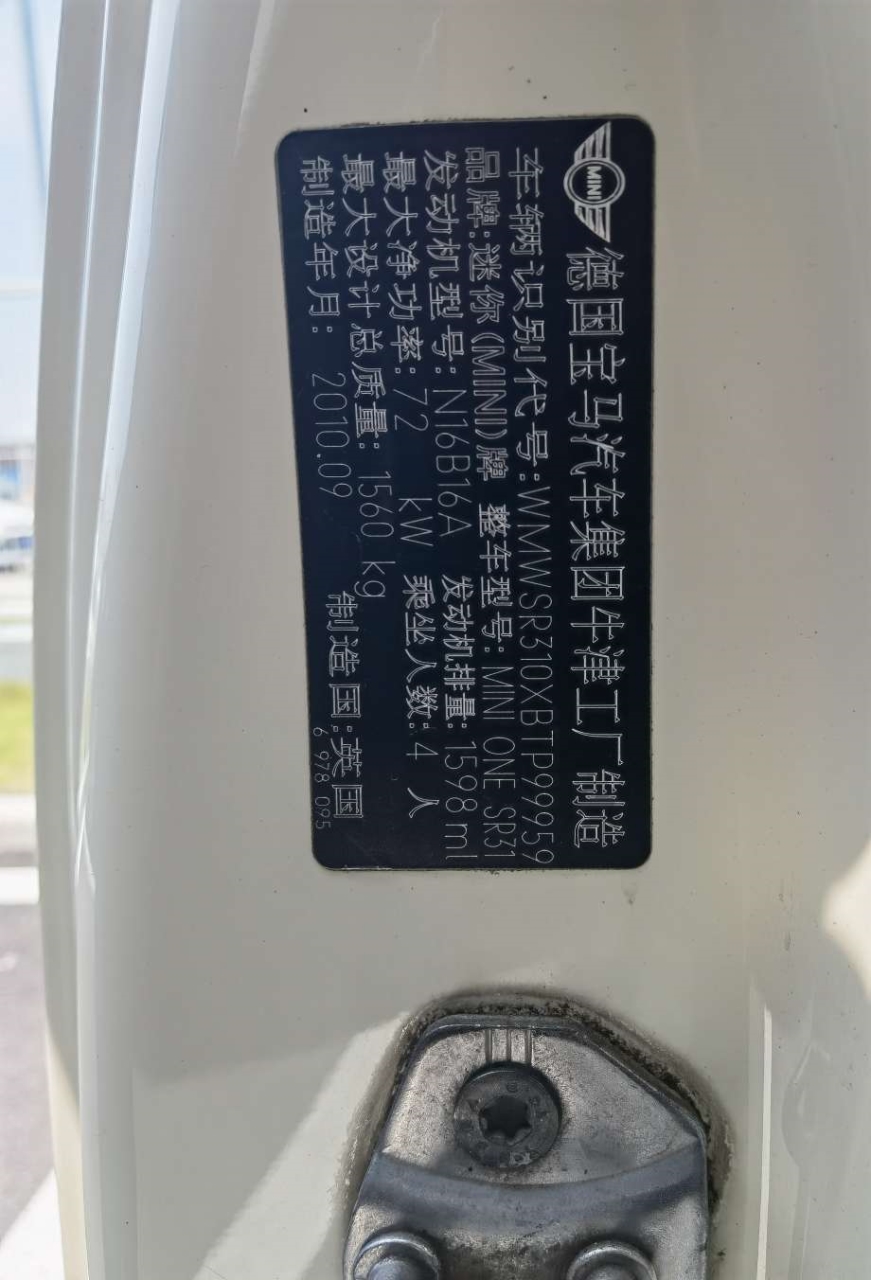 MINI
德国宝马汽车集团牛津工厂 制造
车辆识别代号:WMWSR310XBTP99959
品牌:迷你(MINI)牌 整车型号:MINI ONE SR31
发动机型号:N16B16A 发动机排量:1598ml
最大净功率:72 kW 乘坐人数:4 人
最大设计总质量:1560 kg
制造年月: 2010.09 制造国:英国
6 978 095